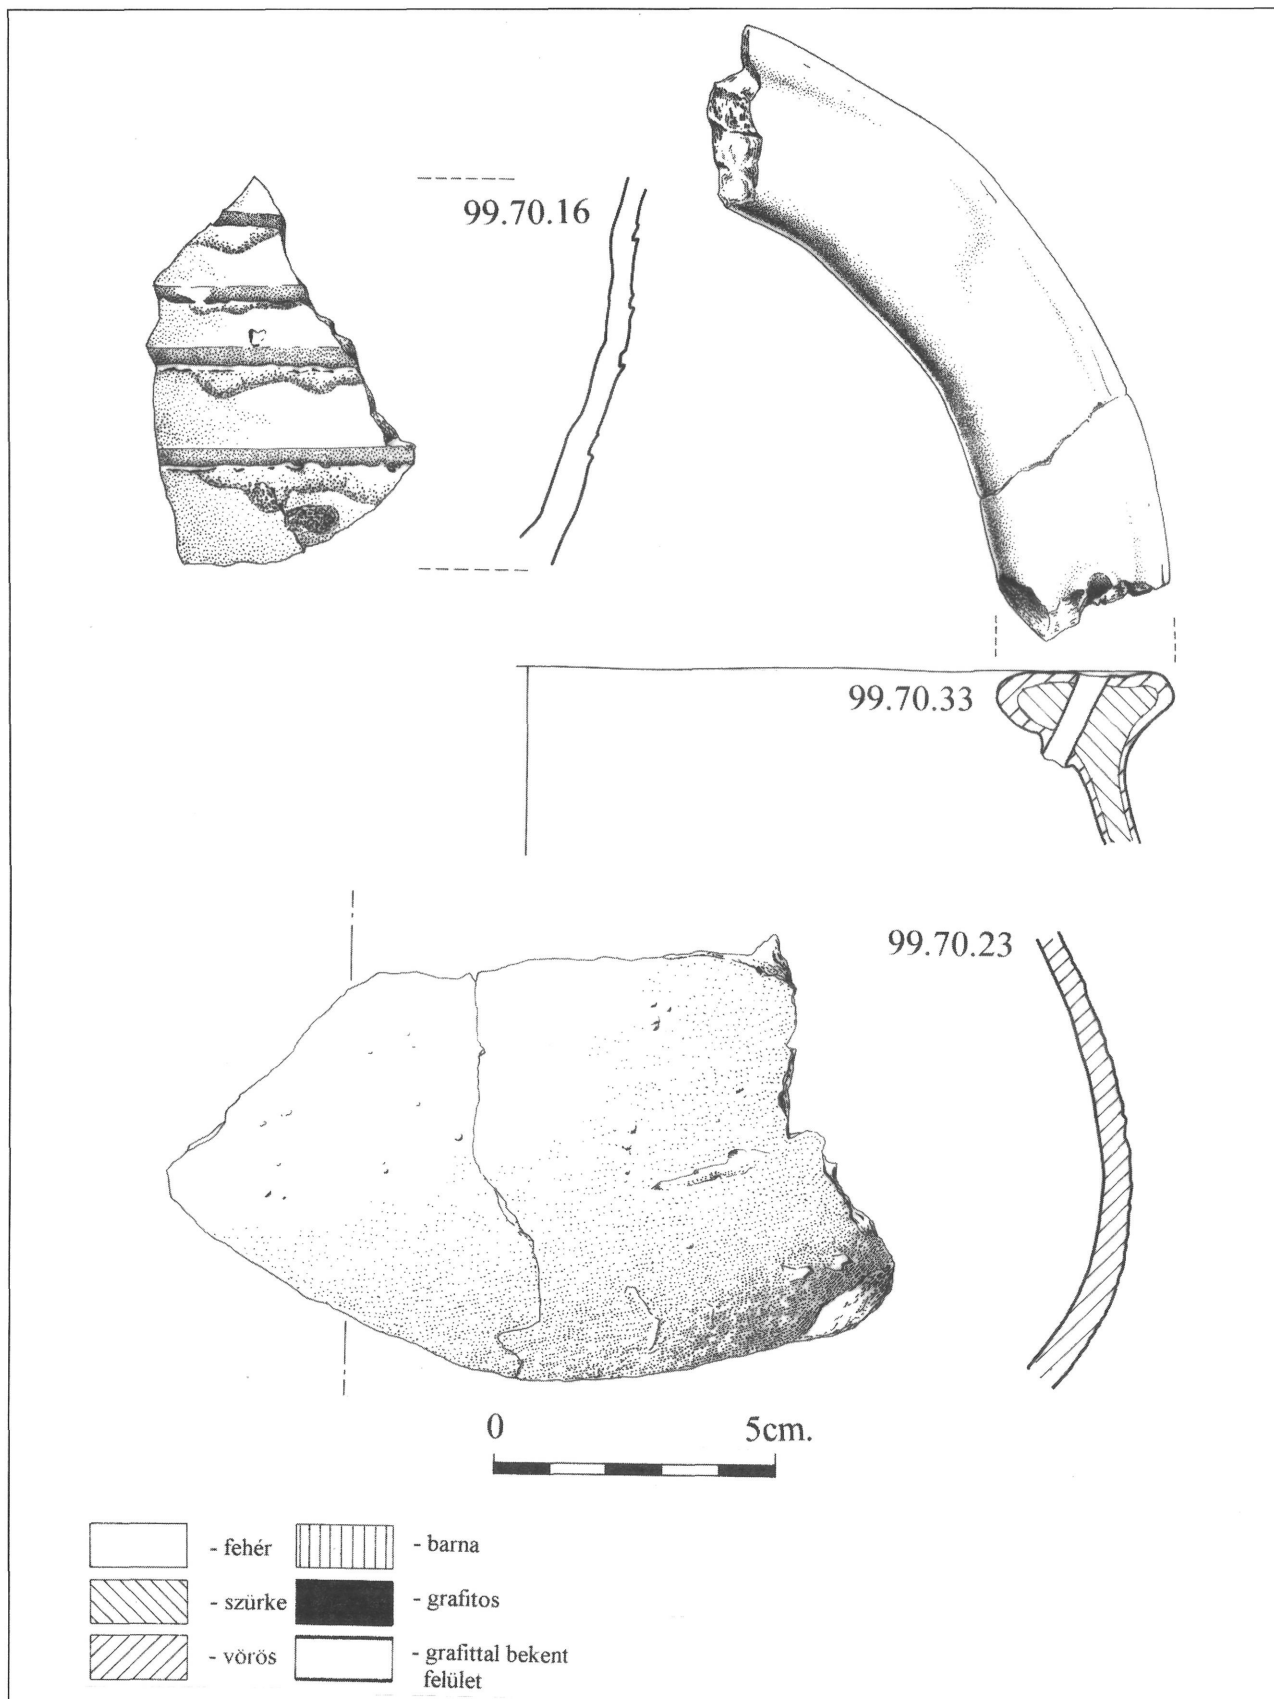 99.70.16
99.70.33
99.70.23
0 5cm.
- fehér
- szürke
- vörös
- barna
- grafitos
- grafittal bekent
felület